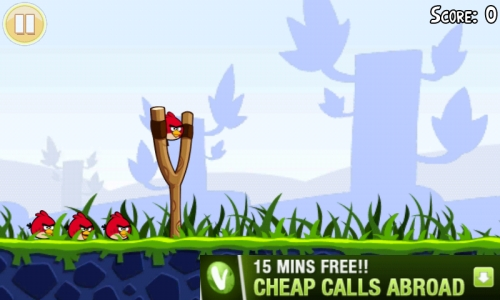 SCORE: 0
15 MINS FREE!!
V
CHEAP CALLS ABROAD